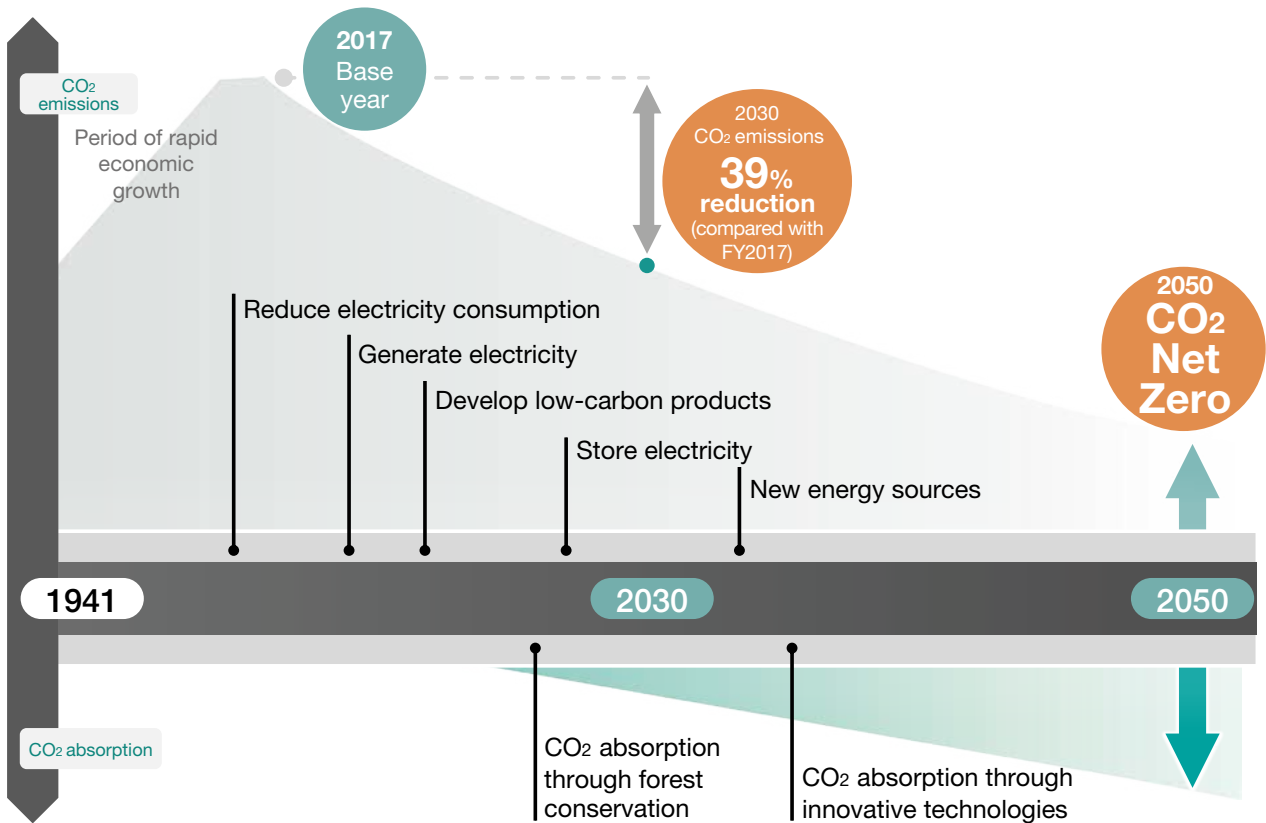 CO2
emissions
Period of rapid
economic
growth
2017
Base
year
2030
CO2 emissions
39%
reduction
(compared with
FY2017)
2050
CO2
Net
Zero
Reduce electricity consumption
Generate electricity
Develop low-carbon products
Store electricity
New energy sources
1941
2030
2050
CO2 absorption
CO2 absorption
through forest
conservation
CO2 absorption through
innovative technologies